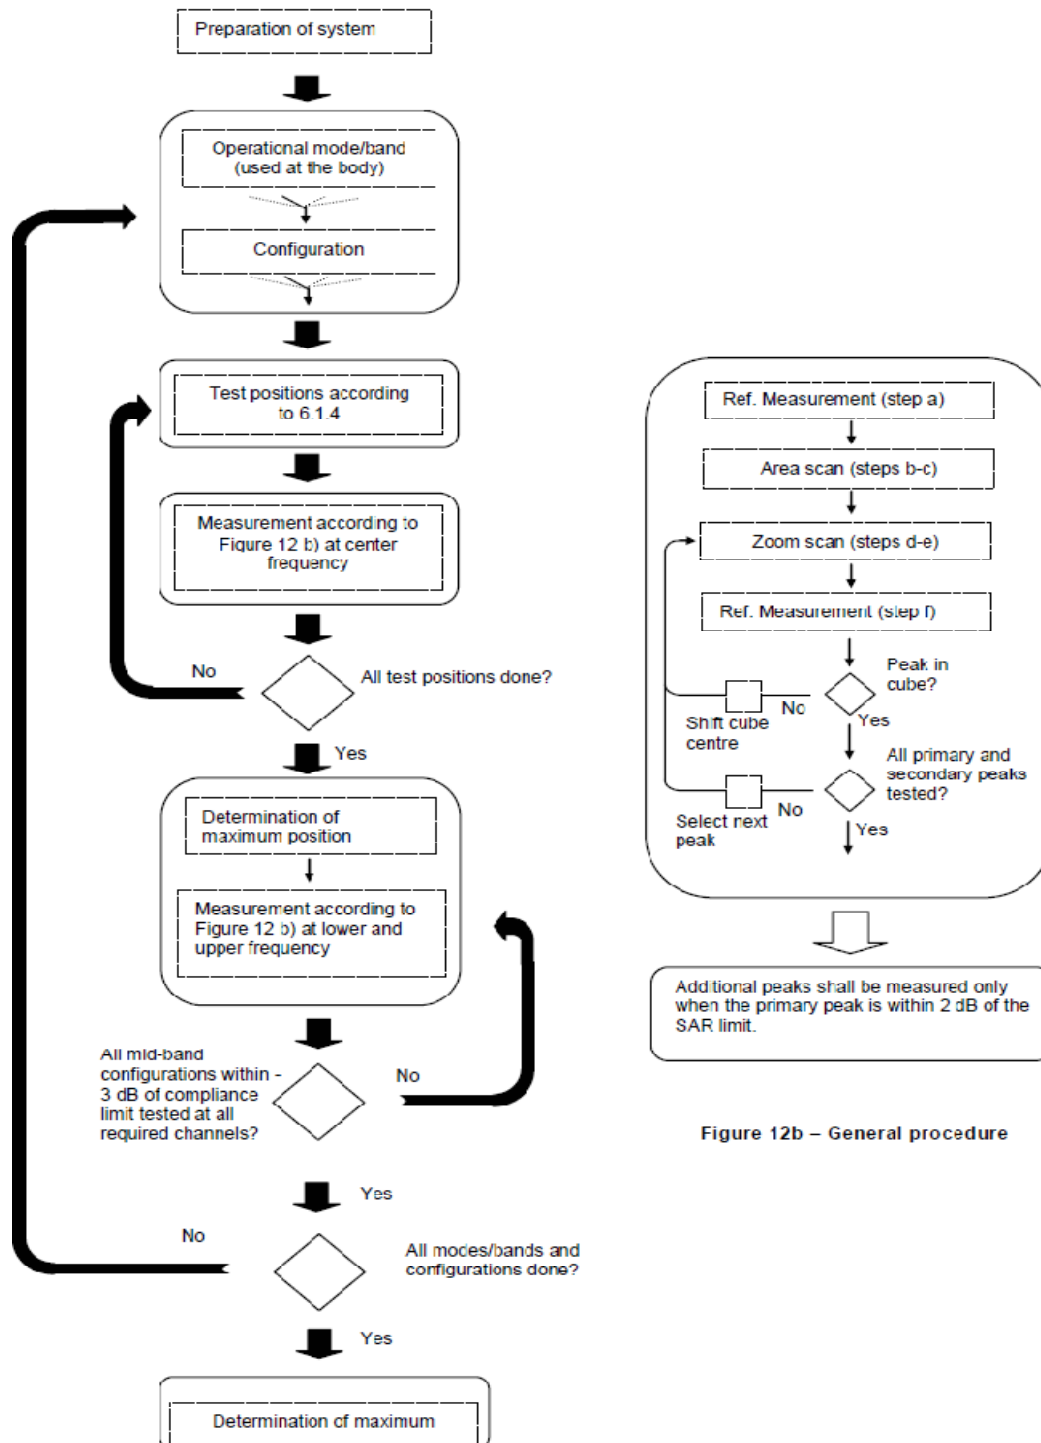 Preparation of system
Operational mode/band
(used at the body)
Configuration
Test positions according
to 6.1.4
Measurement according to
Figure 12 b) at center
frequency
No
All test positions done?
Yes
Determination of
maximum position
Measurement according to
Figure 12 b) at lower and
upper frequency
All mid-band
configurations within -
3 dB of compliance
limit tested at all
required channels?
No
Yes
No
All modes/bands and
configurations done?
Yes
Determination of maximum
Ref. Measurement (step a)
Area scan (steps b-c)
Zoom scan (steps d-e)
Ref. Measurement (step f)
Peak in
cube?
No
Yes
Shift cube
centre
All primary and
secondary peaks
tested?
No
Yes
Select next
peak
Additional peaks shall be measured only
when the primary peak is within 2 dB of the
SAR limit.
Figure 12b – General procedure